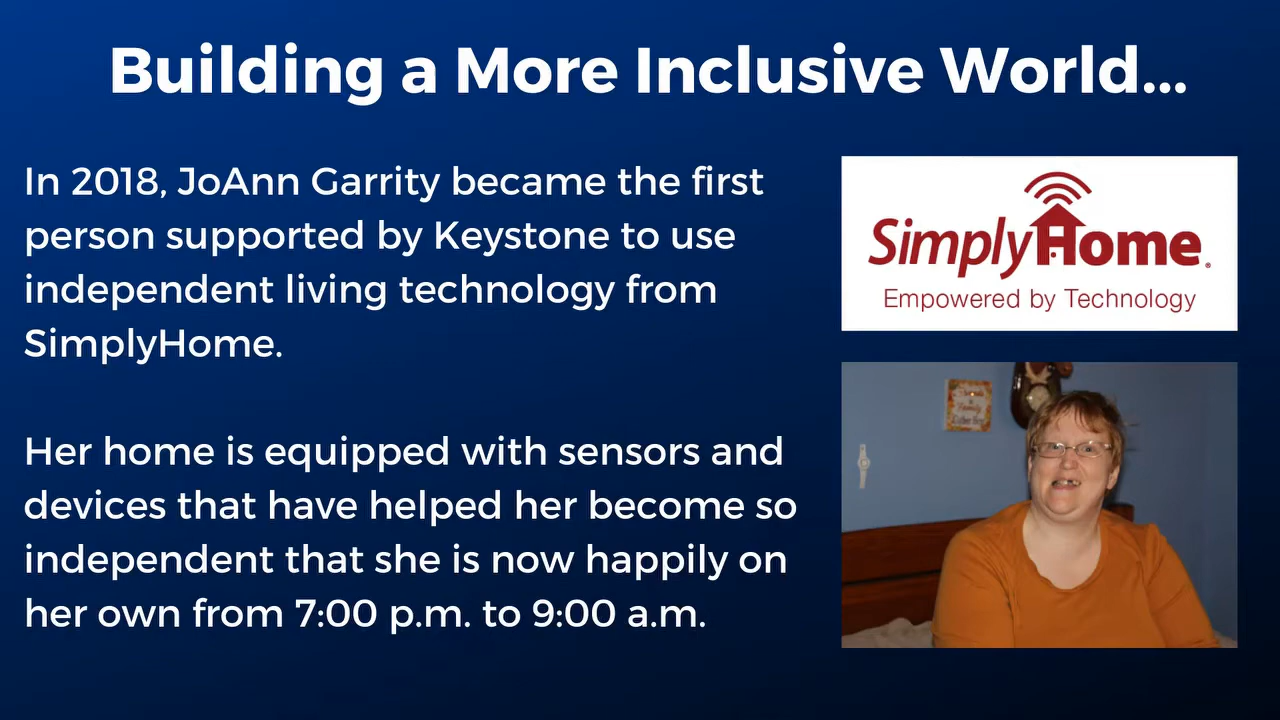 Building a More Inclusive World...
In 2018, JoAnn Garrity became the first
person supported by Keystone to use
independent living technology from
SimplyHome.
Her home is equipped with sensors and
devices that have helped her become so
independent that she is now happily on
her own from 7:00 p.m. to 9:00 a.m.
SimplyHome®
Empowered by Technology
Family